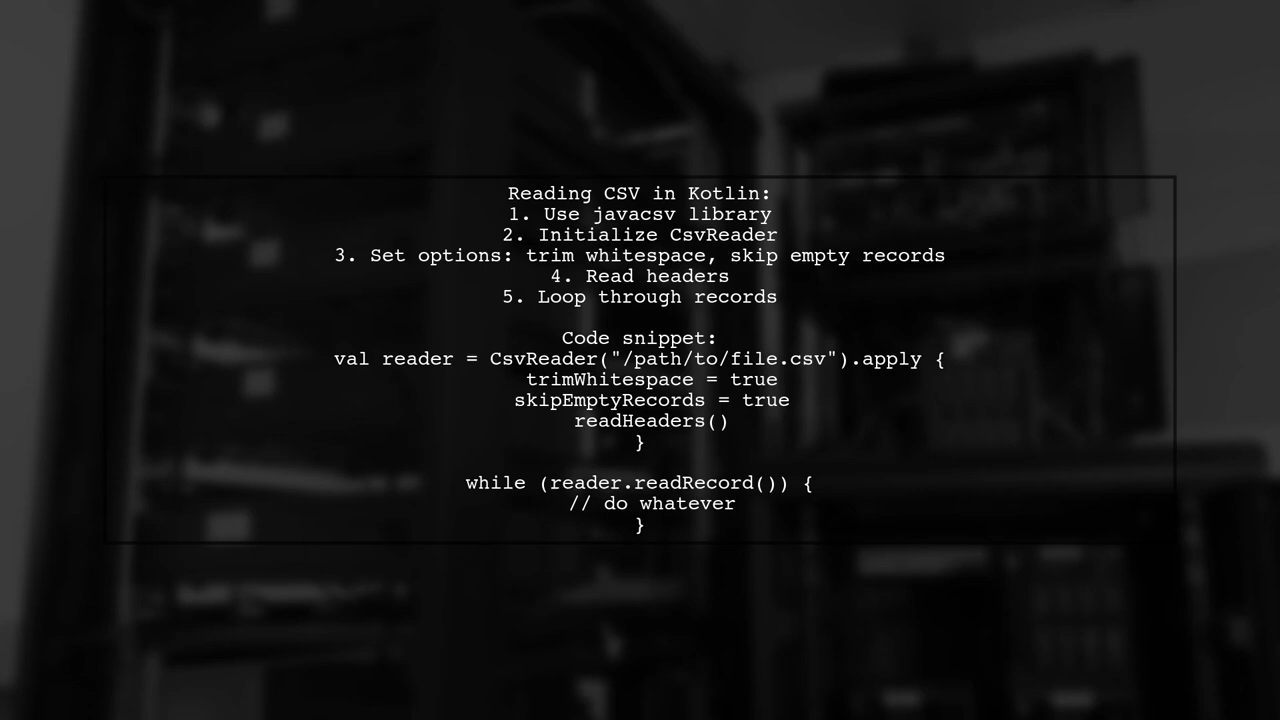 Reading CSV in Kotlin:
1. Use javacsv library
2. Initialize CsvReader
3. Set options: trim whitespace, skip empty records
4. Read headers
5. Loop through records

Code snippet:
val reader = CsvReader("/path/to/file.csv").apply {
trimWhitespace = true
skipEmptyRecords = true
readHeaders()
}

while (reader.readRecord()) {
// do whatever
}